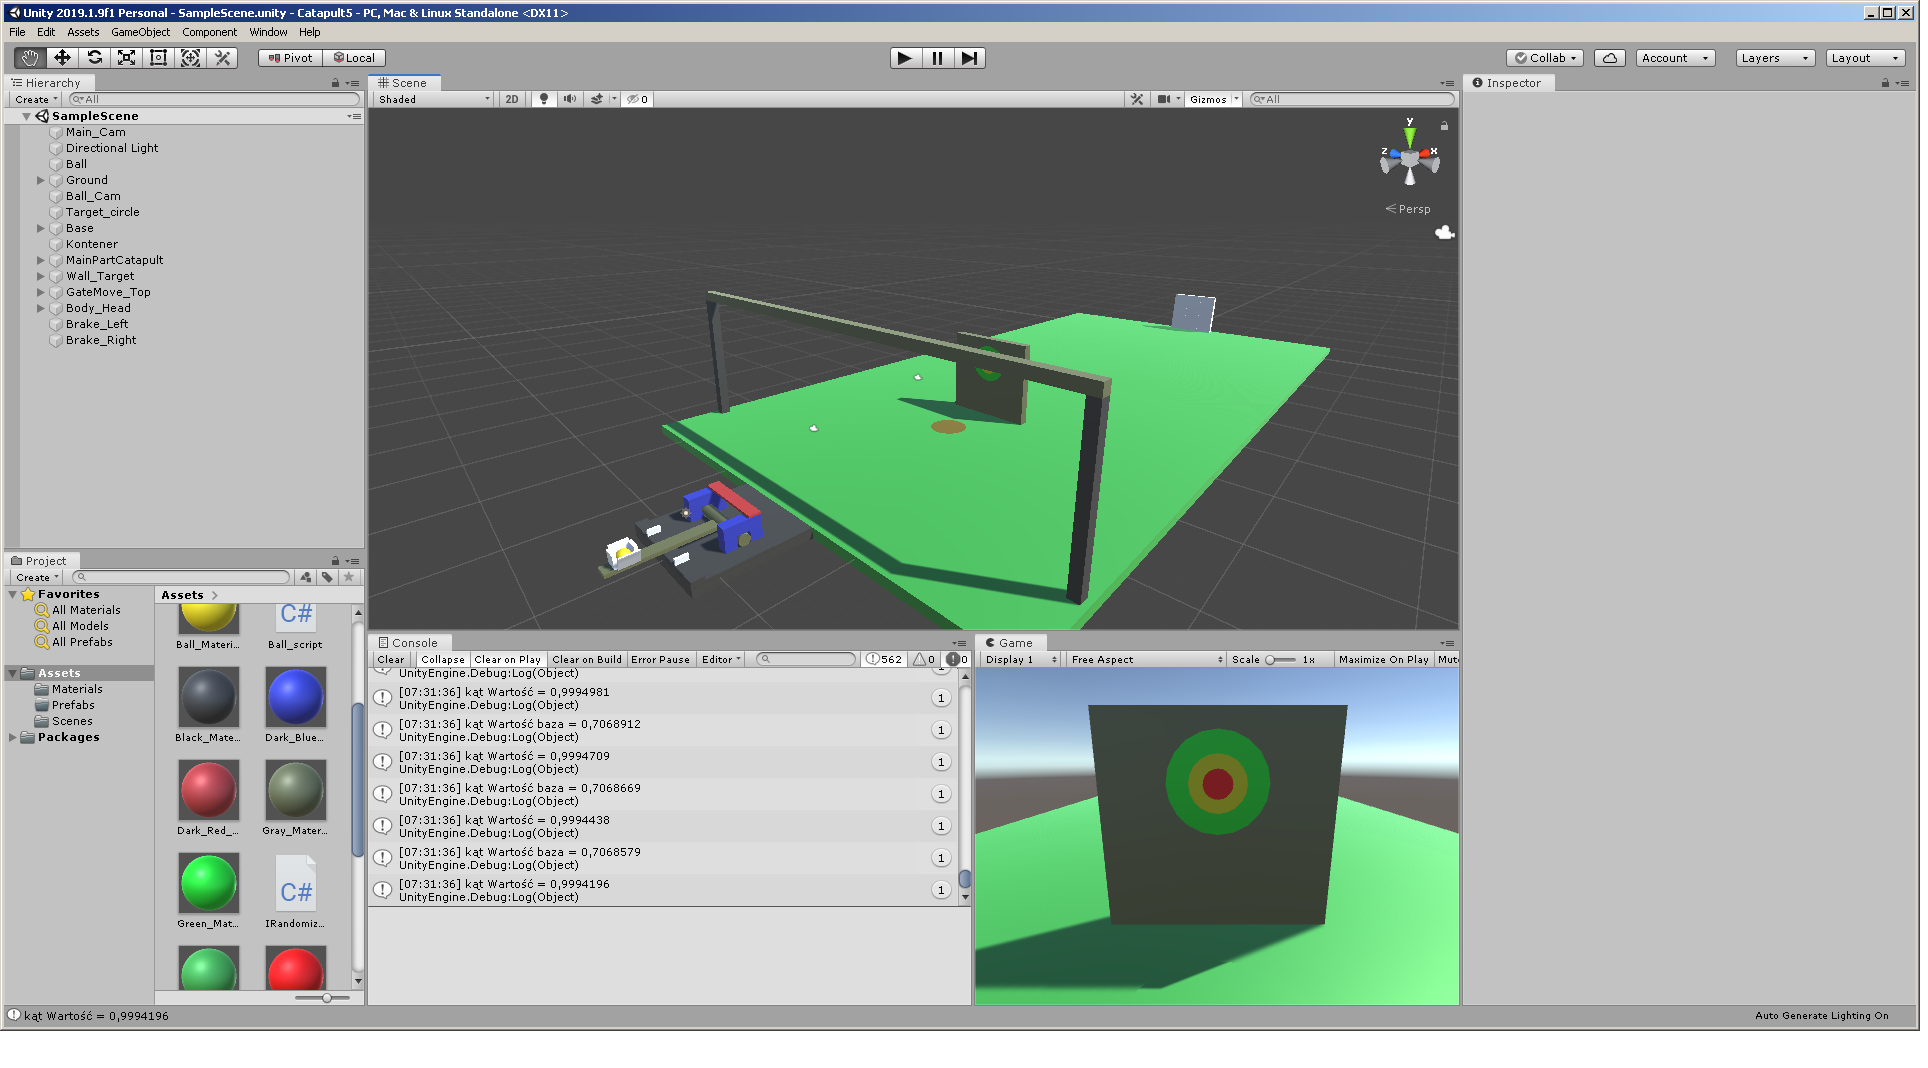 Unity 2019.1.9f1 Personal - SampleScene.unity - Catapult5 - PC, Mac & Linux Standalone <DX11>
File Edit Assets GameObject Component Window Help
Pivot Local Collab Account Layers Layout
Hierarchy
Create All
SampleScene
Main_Cam
Directional Light
Ball
Ground
Ball_Cam
Target_circle
Base
Kontener
MainPartCatapult
Wall_Target
GateMove_Top
Body_Head
Brake_Left
Brake_Right
Scene
Shaded 2D 0 Gizmos All
y
z x
Persp
Inspector
Project
Create
Favorites
All Materials
All Models
All Prefabs
Assets
Materials
Prefabs
Scenes
Packages
Assets
C#
Ball_Materi... Ball_script
Black_Mate... Dark_Blue...
Dark_Red_... Gray_Mater...
C#
Green_Mat... IRandomiz...
Console
Clear Collapse Clear on Play Clear on Build Error Pause Editor 562 0 0
UnityEngine.Debug:Log(Object)
[07:31:36] kąt Wartość = 0,9994981
UnityEngine.Debug:Log(Object) 1
[07:31:36] kąt Wartość baza = 0,7068912
UnityEngine.Debug:Log(Object) 1
[07:31:36] kąt Wartość = 0,9994709
UnityEngine.Debug:Log(Object) 1
[07:31:36] kąt Wartość baza = 0,7068669
UnityEngine.Debug:Log(Object) 1
[07:31:36] kąt Wartość = 0,9994438
UnityEngine.Debug:Log(Object) 1
[07:31:36] kąt Wartość baza = 0,7068579
UnityEngine.Debug:Log(Object) 1
[07:31:36] kąt Wartość = 0,9994196
UnityEngine.Debug:Log(Object) 1
Game
Display 1 Free Aspect Scale 1x Maximize On Play Mut
kąt Wartość = 0,9994196
Auto Generate Lighting On